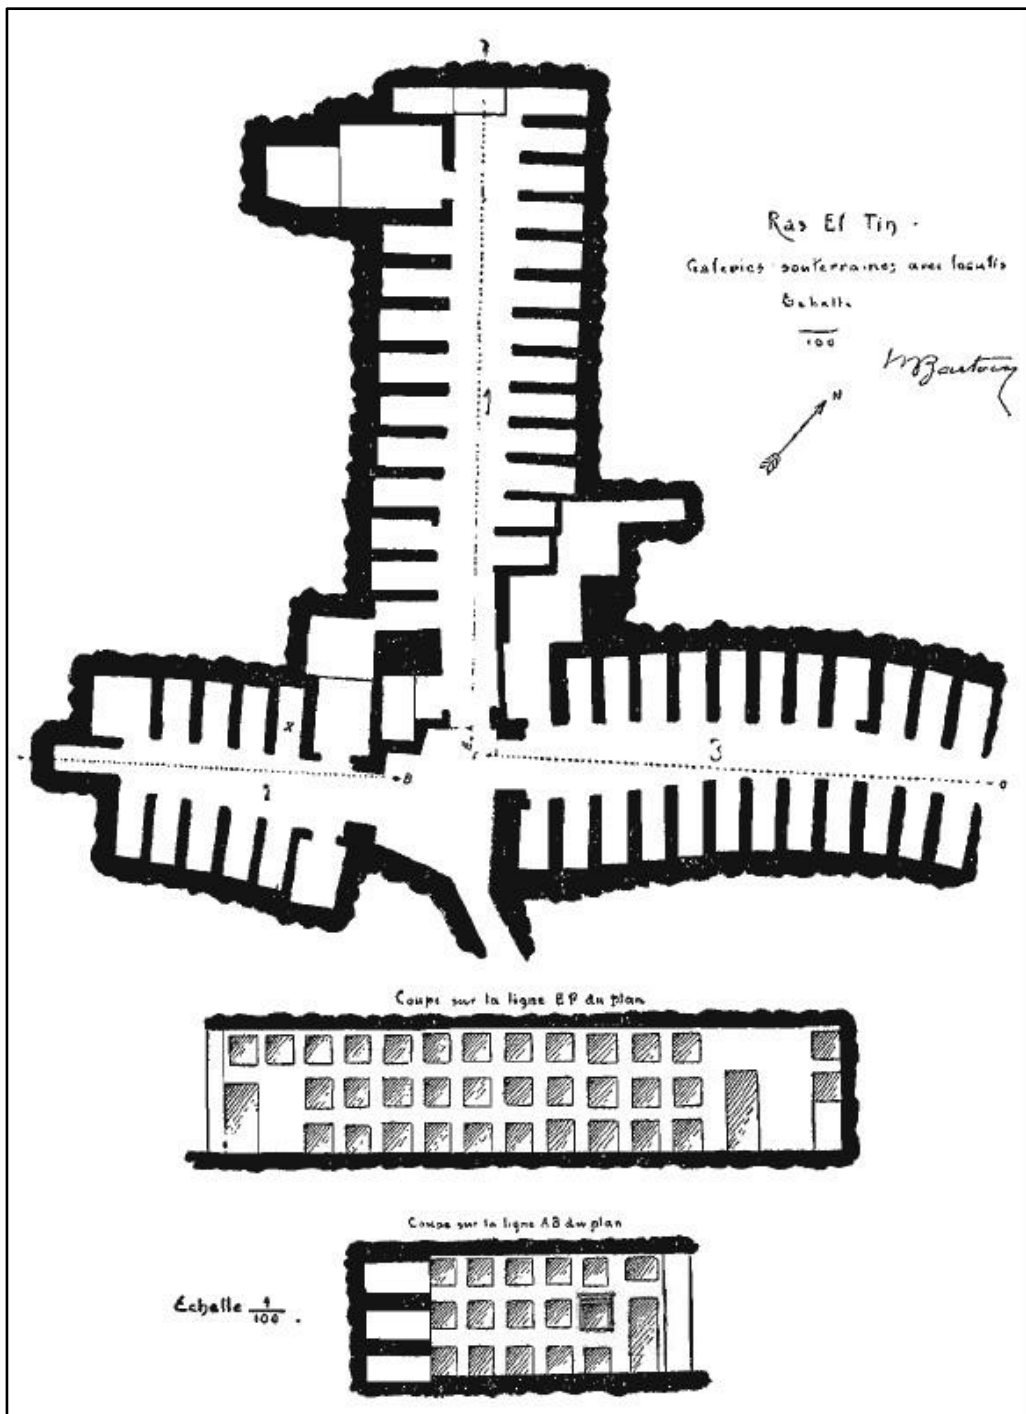 Ras El Tin.
Galeries souterraines avec loculis
Echelle
100
N
1
X
B
2
3
Coupe sur la ligne EF du plan
Coupe sur la ligne AB du plan
Echelle 1/100.